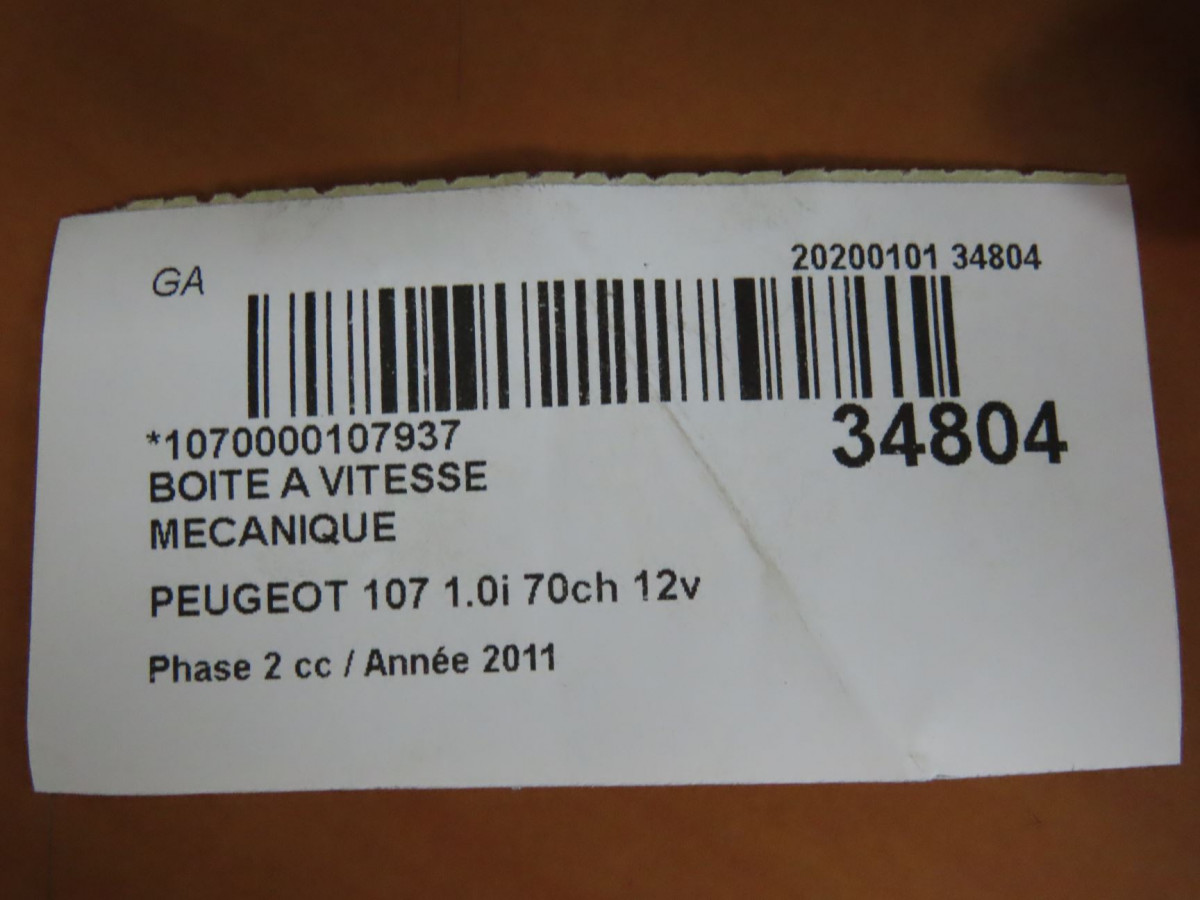 GA
20200101 34804
*1070000107937
34804
BOITE A VITESSE
MECANIQUE
PEUGEOT 107 1.0i 70ch 12v
Phase 2 cc / Année 2011